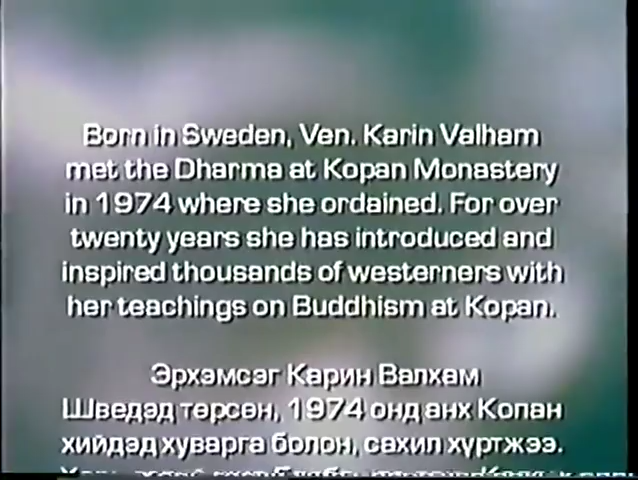 Born in Sweden, Ven. Karin Valham
met the Dharma at Kopan Monastery
in 1974 where she ordained. For over
twenty years she has introduced and
inspired thousands of westerners with
her teachings on Buddhism at Kopan.
Эрхэмсэг Карин Валхам
Шведэд төрсөн, 1974 онд анх Копан
хийдэд хуварга болон, сахил хүртжээ.